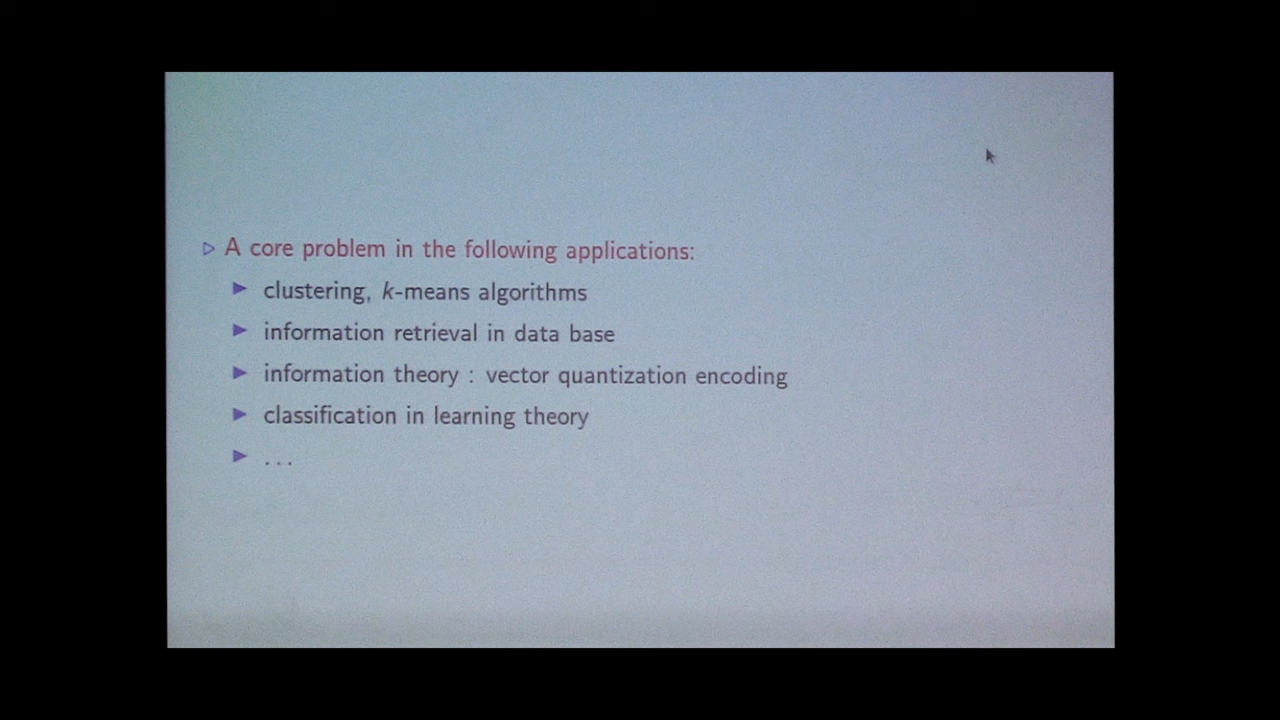 ▷ A core problem in the following applications:
▶ clustering, k-means algorithms
▶ information retrieval in data base
▶ information theory : vector quantization encoding
▶ classification in learning theory
▶ ...